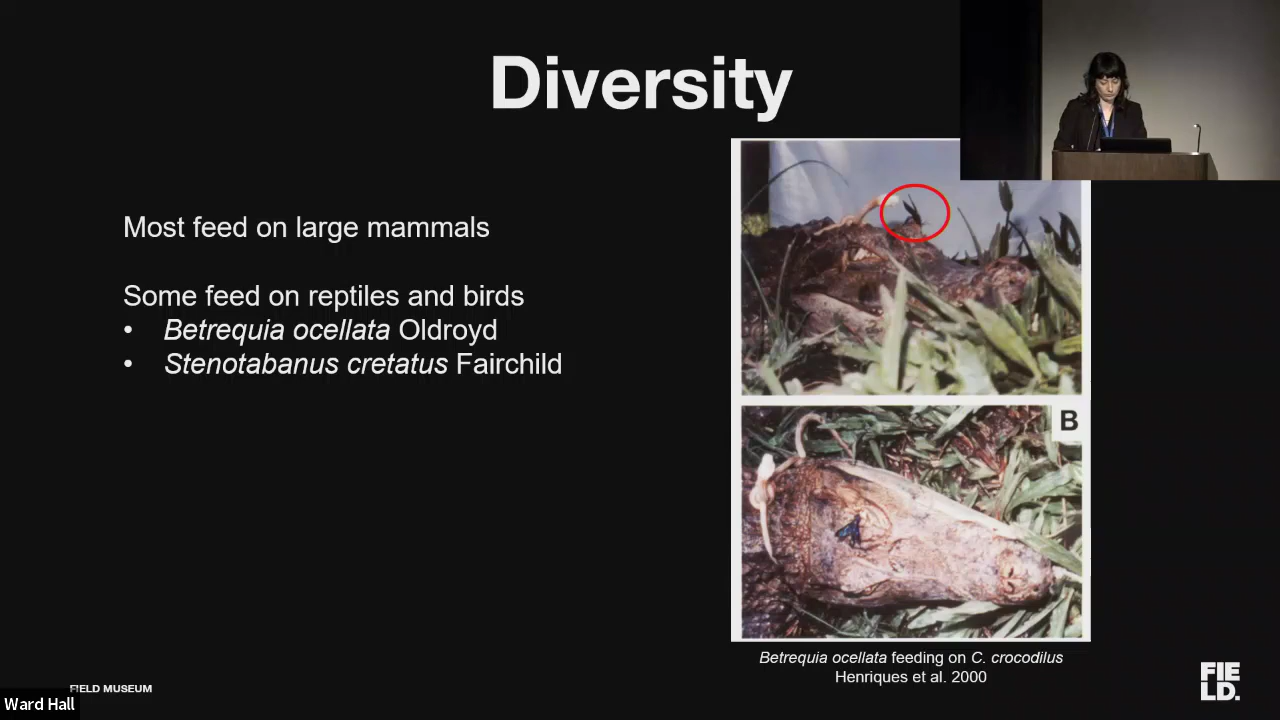 Diversity
Most feed on large mammals
Some feed on reptiles and birds
• Betrequia ocellata Oldroyd
• Stenotabanus cretatus Fairchild
B
Betrequia ocellata feeding on C. crocodilus
Henriques et al. 2000
FIELD MUSEUM
FIE
LD.
Ward Hall